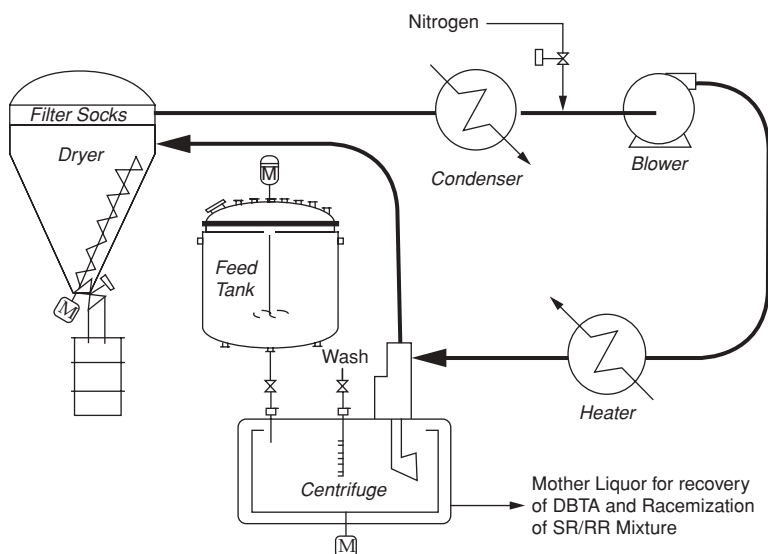 Nitrogen
Filter Socks
Dryer
M
Condenser
Blower
Feed
Tank
M
Wash
Heater
Centrifuge
Mother Liquor for recovery
of DBTA and Racemization
of SR/RR Mixture
M